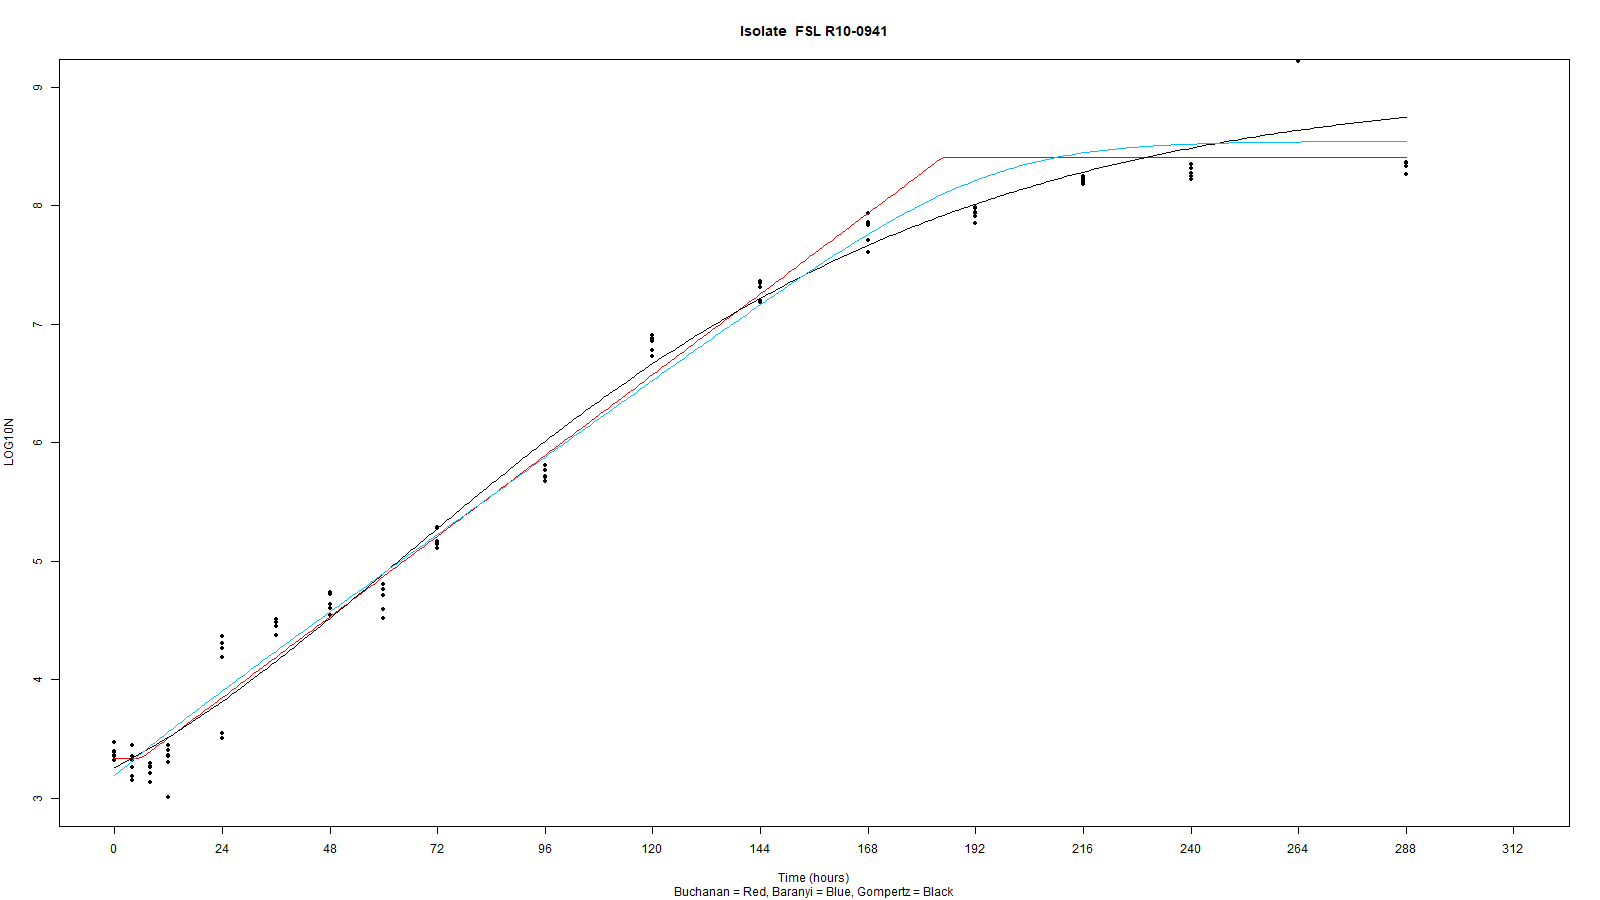 Isolate  FSL R10-0941
9
8
7
6
5
4
3
LOG10N
0 24 48 72 96 120 144 168 192 216 240 264 288 312
Time (hours)
Buchanan = Red, Baranyi = Blue, Gompertz = Black